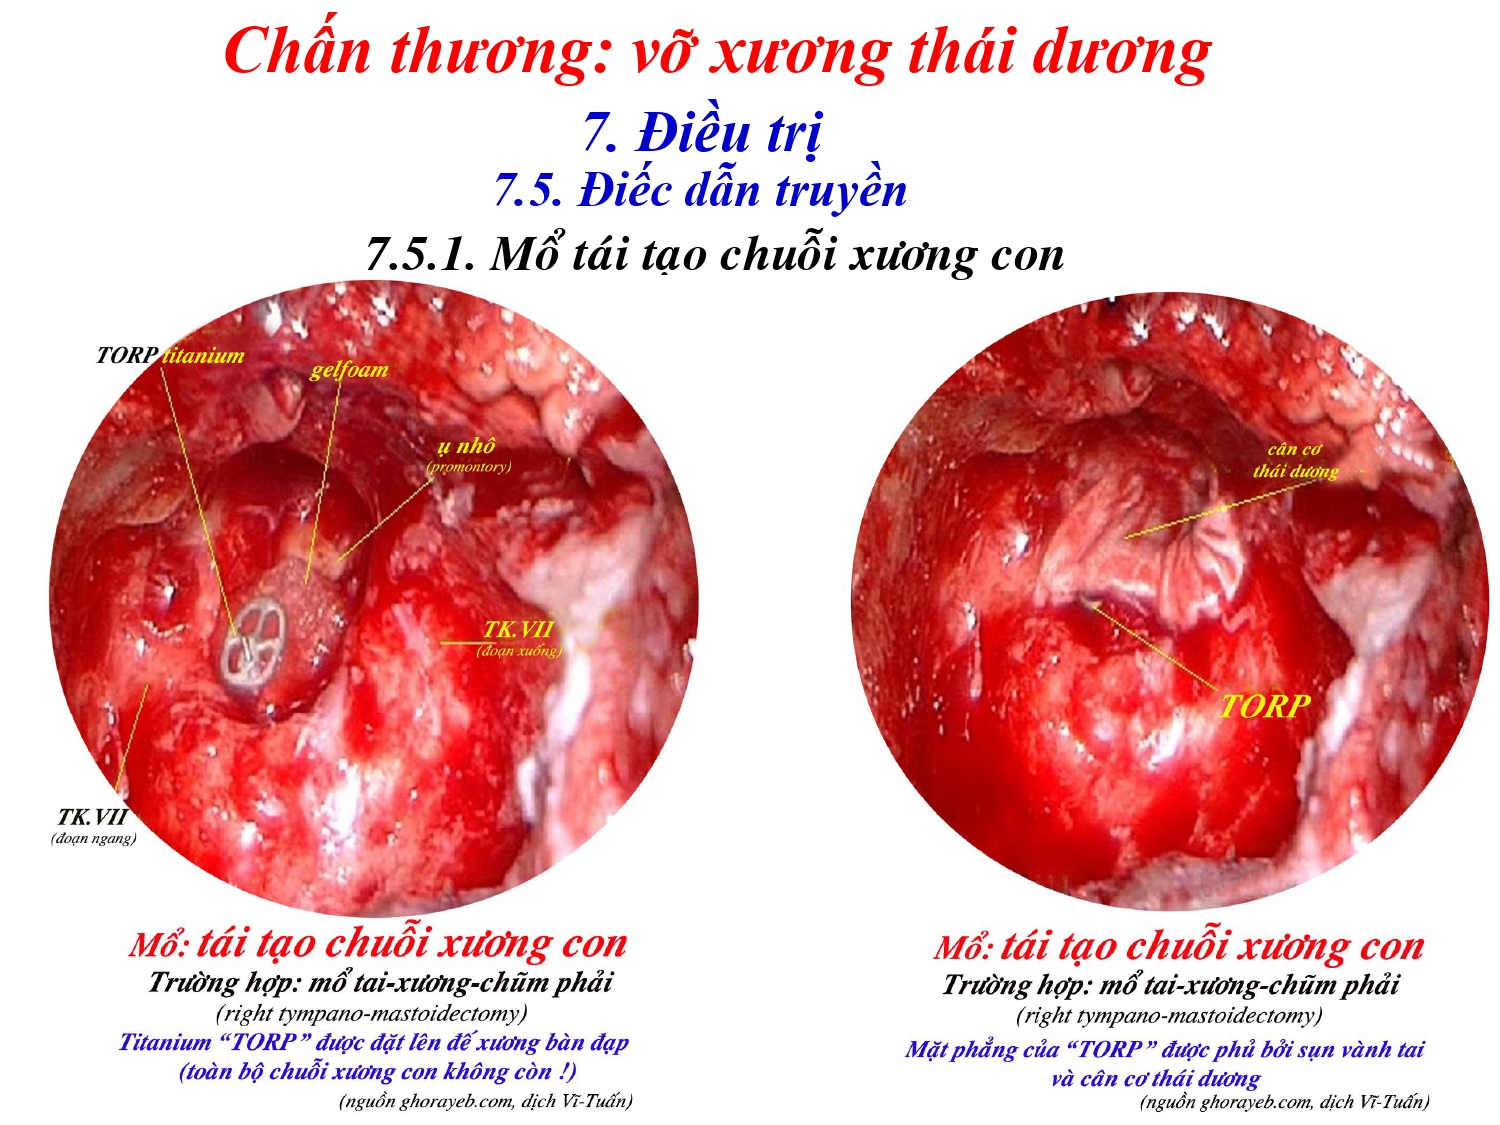 Chấn thương: vỡ xương thái dương
7. Điều trị
7.5. Điếc dẫn truyền
7.5.1. Mổ tái tạo chuỗi xương con
TORP titanium
gelfoam
ụ nhô
(promontory)
TK.VII
(đoạn xuống)
TK.VII
(đoạn ngang)
Mổ: tái tạo chuỗi xương con
Trường hợp: mổ tai-xương-chũm phải
(right tympano-mastoidectomy)
Titanium “TORP” được đặt lên đế xương bàn đạp
(toàn bộ chuỗi xương con không còn !)
(nguồn ghorayeb.com, dịch Vĩ-Tuấn)
cân cơ
thái dương
TORP
Mổ: tái tạo chuỗi xương con
Trường hợp: mổ tai-xương-chũm phải
(right tympano-mastoidectomy)
Mặt phẳng của “TORP” được phủ bởi sụn vành tai
và cân cơ thái dương
(nguồn ghorayeb.com, dịch Vĩ-Tuấn)